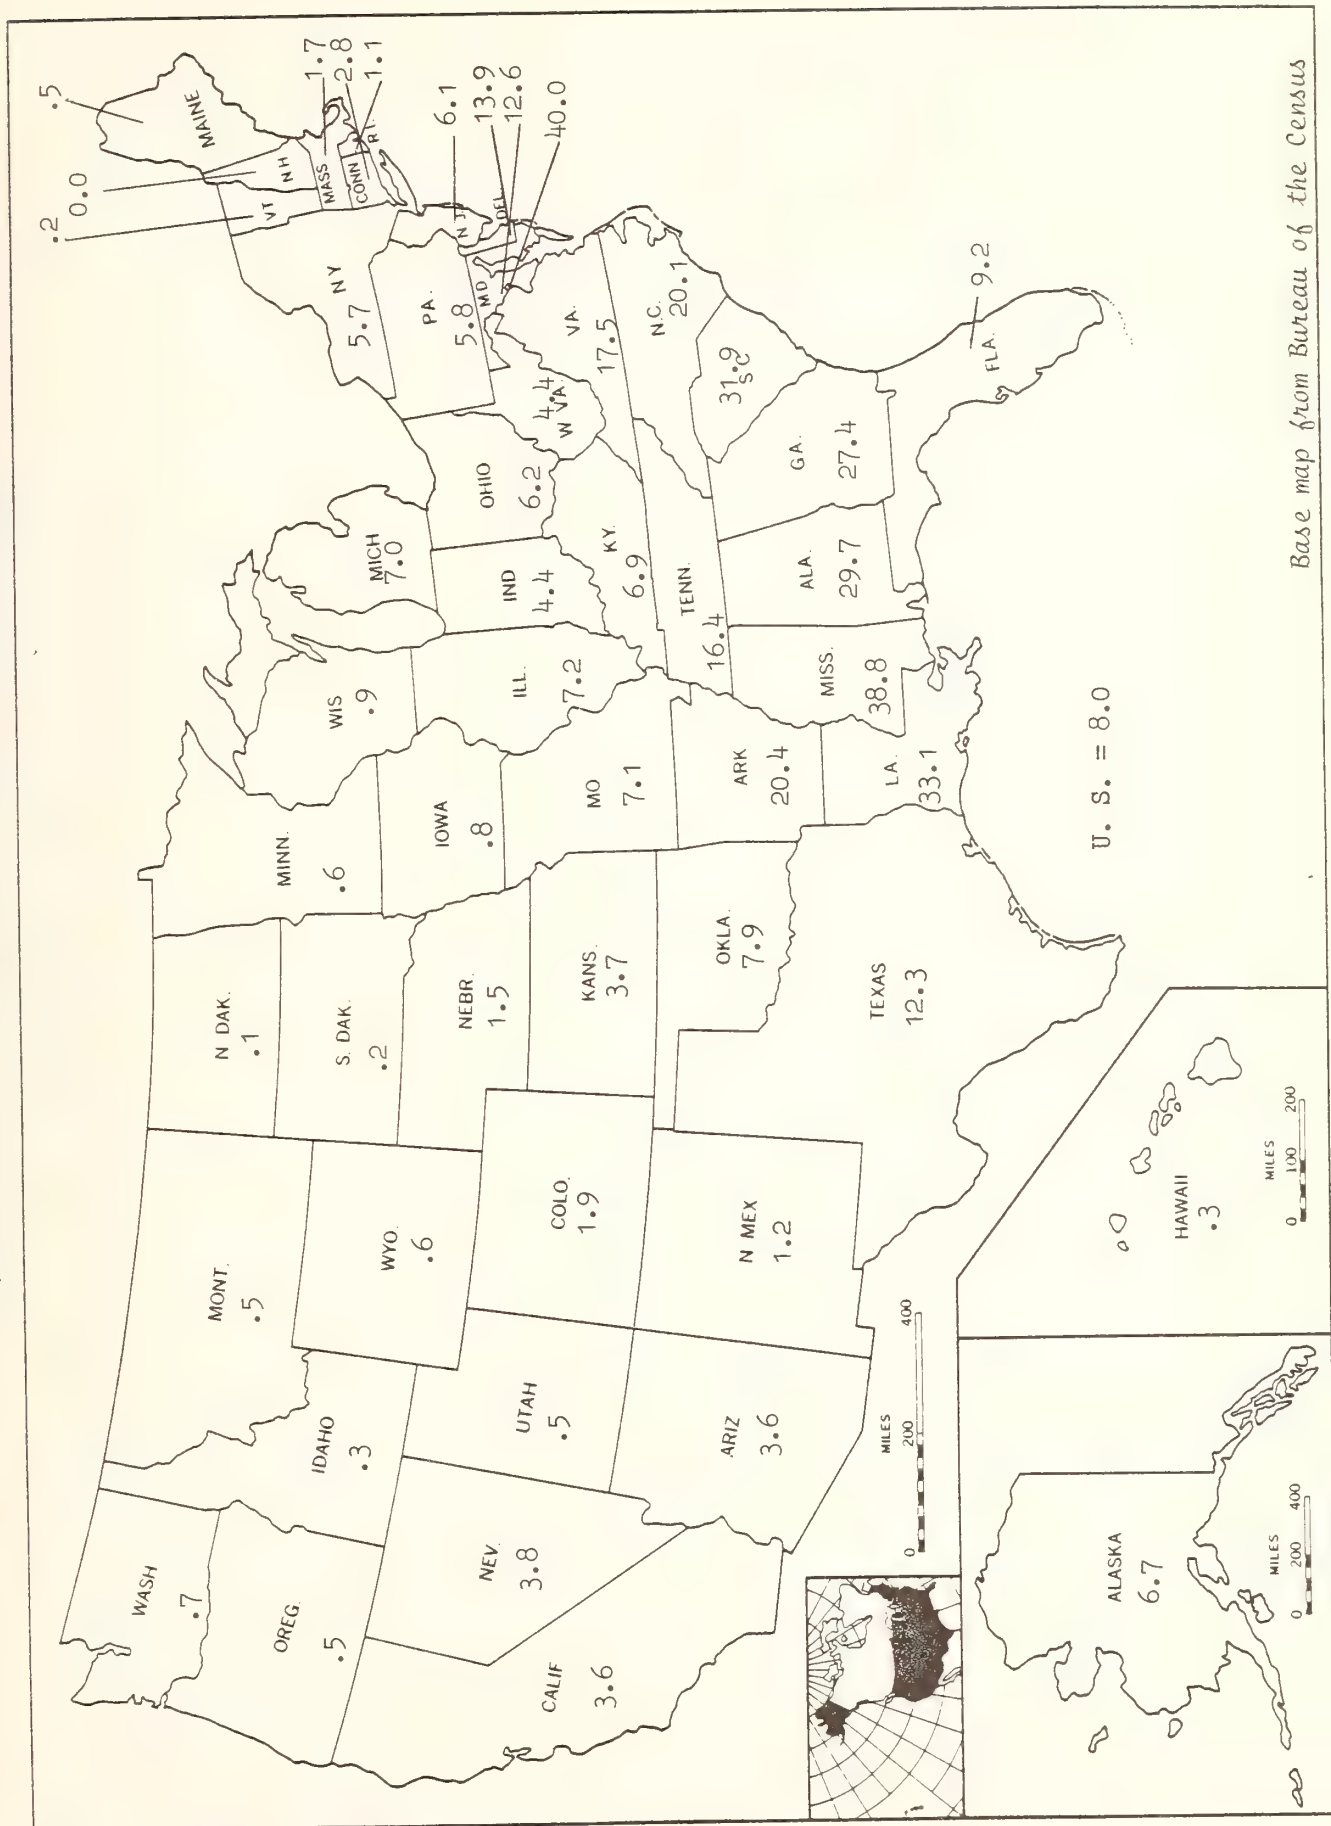 WASH
.7
OREG.
.5
CALIF
3.6
NEV.
3.8
IDAHO
.3
MONT.
.5
WYO.
.6
UTAH
.5
COLO.
1.9
ARIZ
3.6
N MEX
1.2
N DAK.
.1
S. DAK.
.2
NEBR.
1.5
KANS.
3.7
OKLA.
7.9
TEXAS
12.3
MINN.
.6
IOWA
.8
MO
7.1
ARK
20.4
LA.
33.1
WIS
.9
ILL.
7.2
MICH
7.0
IND
4.4
OHIO
6.2
KY.
6.9
TENN.
16.4
MISS.
38.8
ALA.
29.7
GA.
27.4
FLA.
9.2
S C
31.9
N.C.
20.1
VA.
17.5
W VA.
4.4
PA.
5.8
NY
5.7
VT
.2
NH
0.0
MAINE
.5
MASS
1.7
CONN
2.8
R I.
1.1
N J.
6.1
DEL.
13.9
MD
12.6
40.0
U. S. = 8.0
MILES
0 200 400
ALASKA
6.7
MILES
0 200 400
HAWAII
.3
MILES
0 100 200
Base map from Bureau of the Census